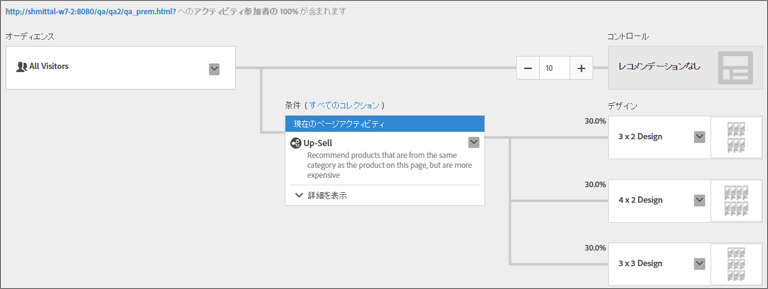 http://shmittal-w7-2:8080/qa/qa2/qa_prem.html? へのアクティビティ参加者の 100% が含まれます
オーディエンス
コントロール
All Visitors
10
レコメンデーションなし
条件 (すべてのコレクション)
デザイン
現在のページアクティビティ
30.0%
Up-Sell
3 x 2 Design
Recommend products that are from the same
category as the product on this page, but are more
expensive
30.0%
詳細を表示
4 x 2 Design
30.0%
3 x 3 Design